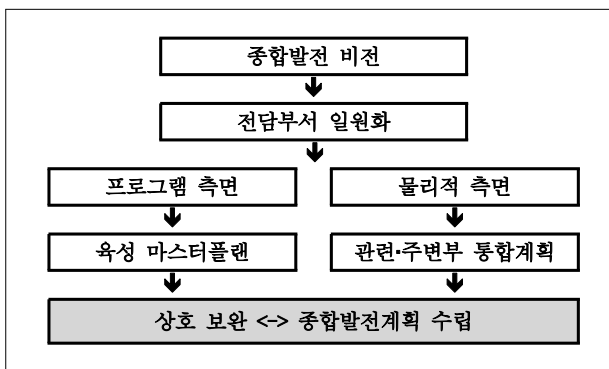 종합발전 비전
전담부서 일원화
프로그램 측면
물리적 측면
육성 마스터플랜
관련·주변부 통합계획
상호 보완 <-> 종합발전계획 수립